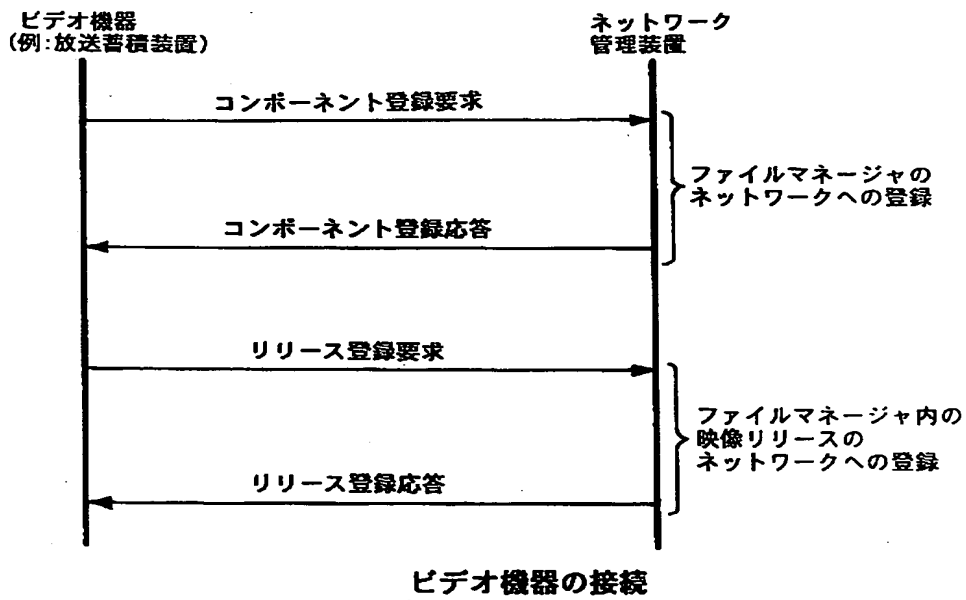 ビデオ機器
(例:放送蓄積装置)
ネットワーク
管理装置
コンポーネント登録要求
ファイルマネージャの
ネットワークへの登録
コンポーネント登録応答
リリース登録要求
ファイルマネージャ内の
映像リリースの
ネットワークへの登録
リリース登録応答
ビデオ機器の接続